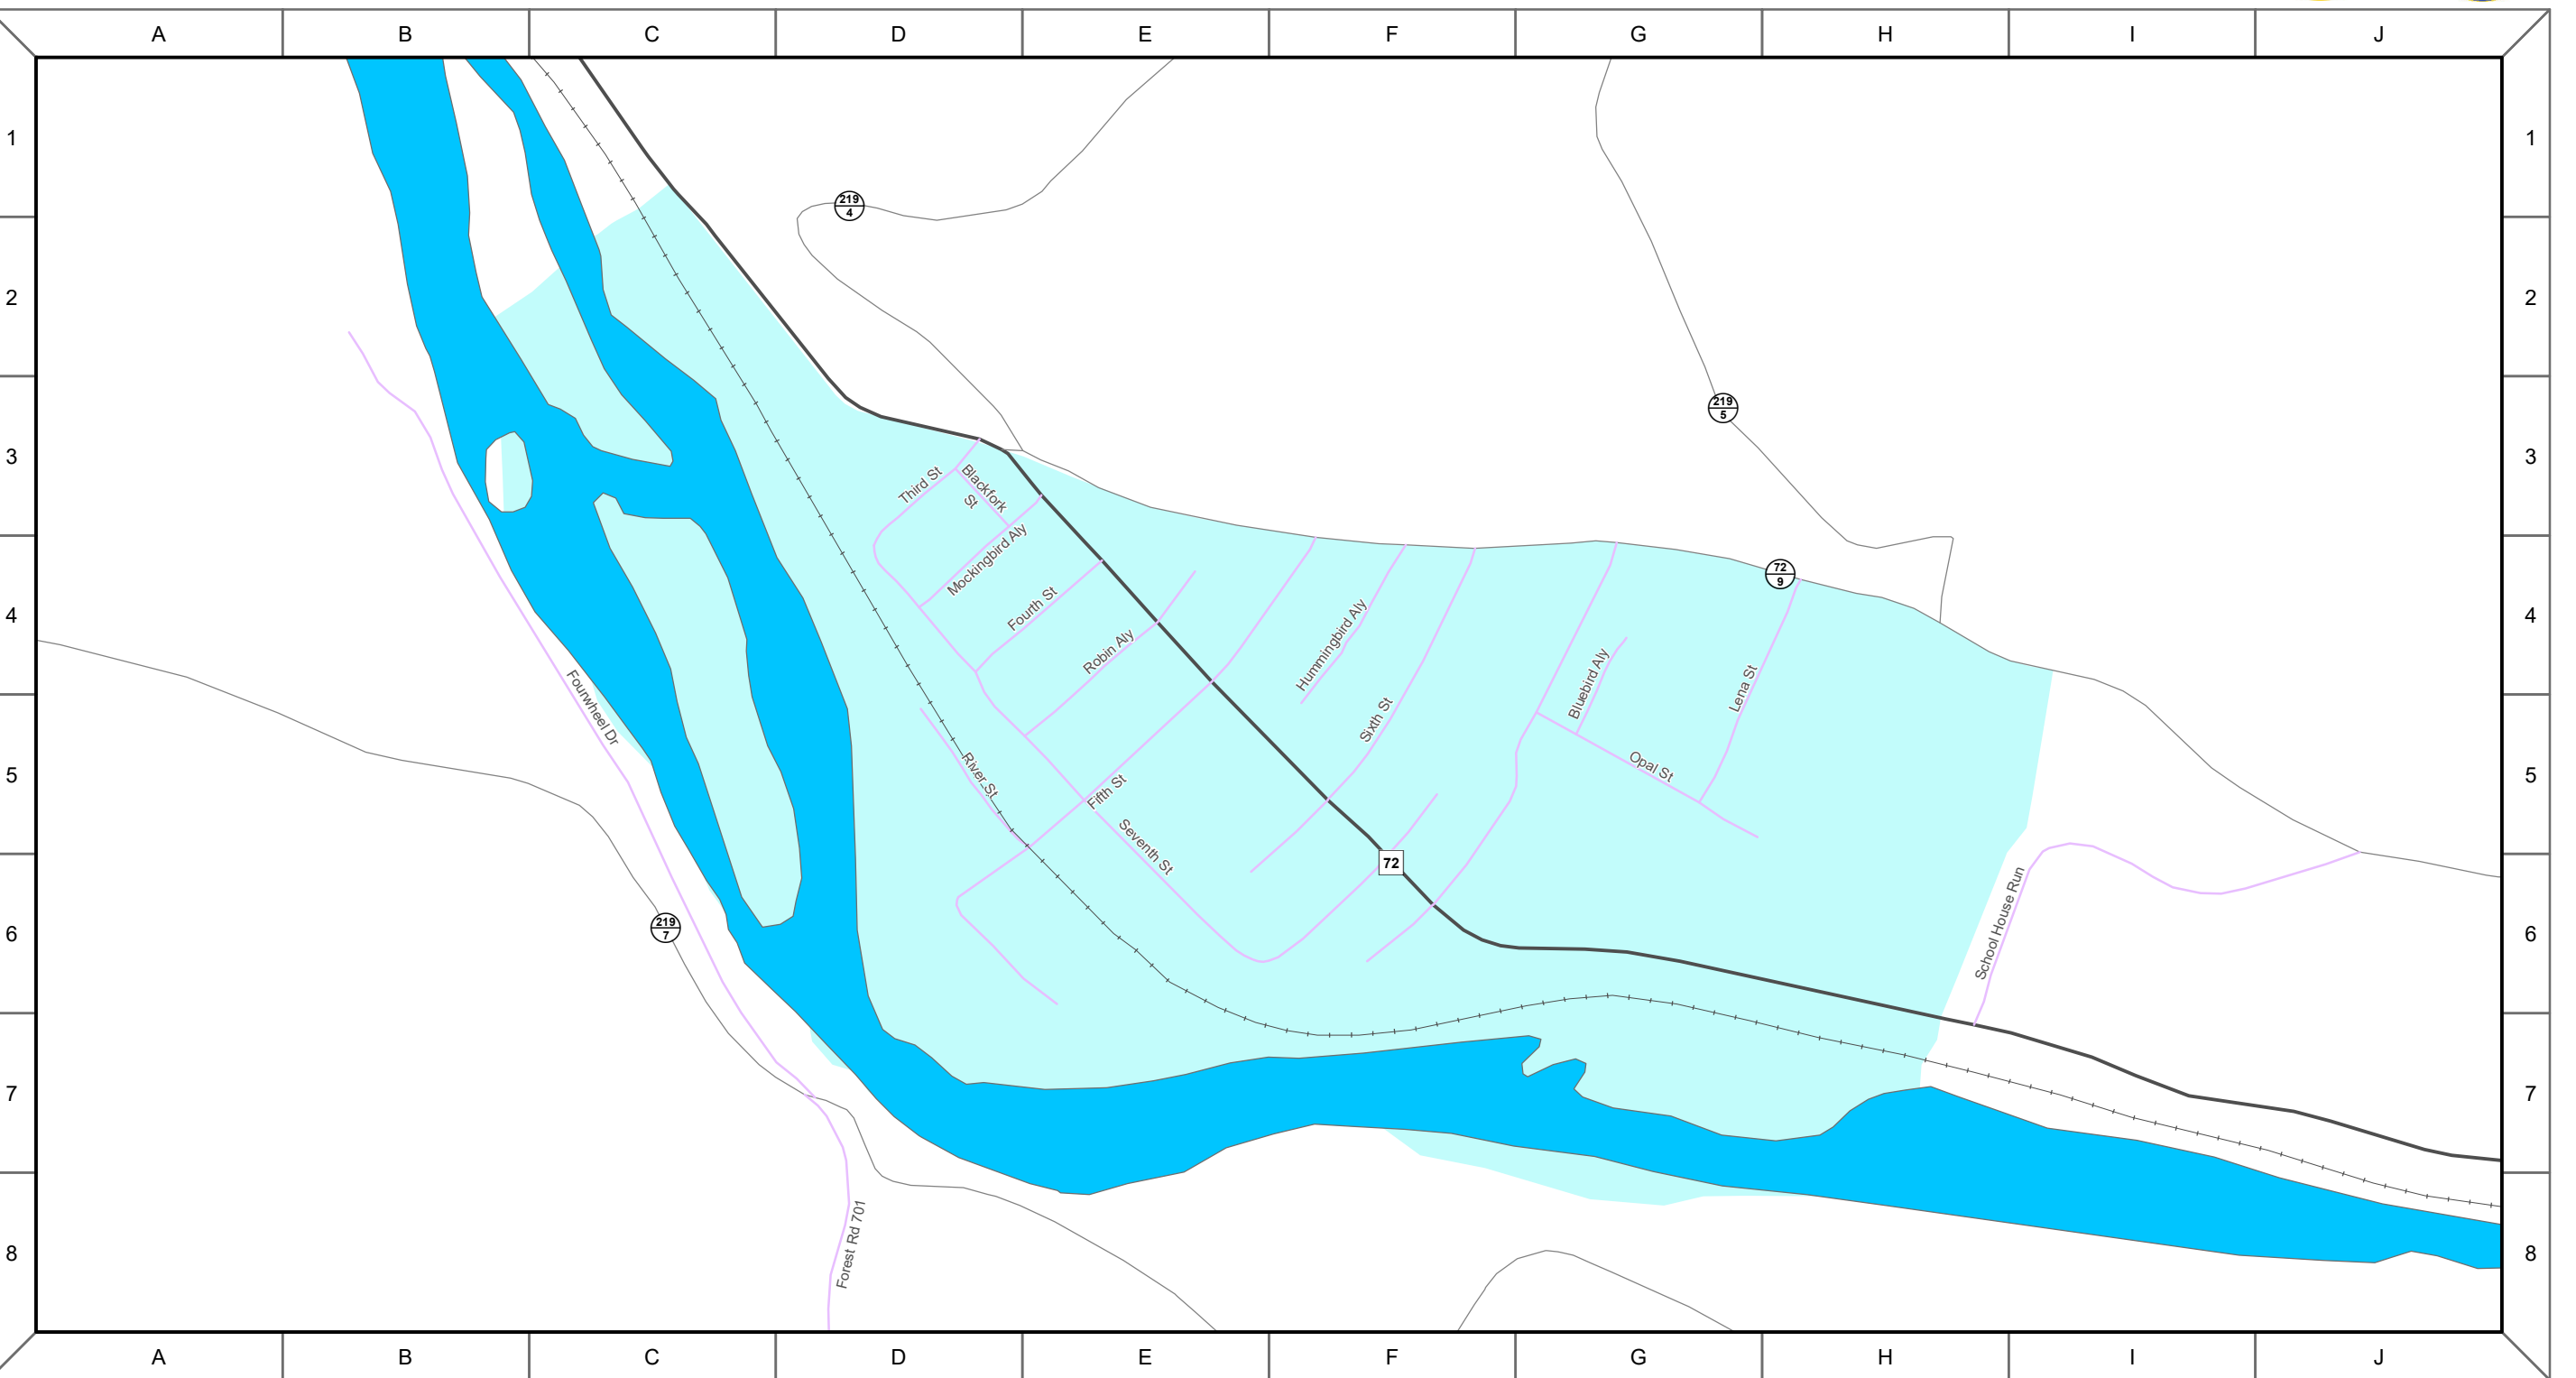 A B C D E F G H I J
1 1
219
4
2 2
219
5
3 3
Third St
Blackfork
St
Mockingbird Aly
72
9
4 4
Fourth St
Robin Aly
Hummingbird Aly
Bluebird Aly
Lena St
Fourwheel Dr
Sixth St
Opal St
River St
5 5
Fifth St
Seventh St
72
School House Run
219
7
6 6
7 7
Forest Rd 701
8 8
A B C D E F G H I J